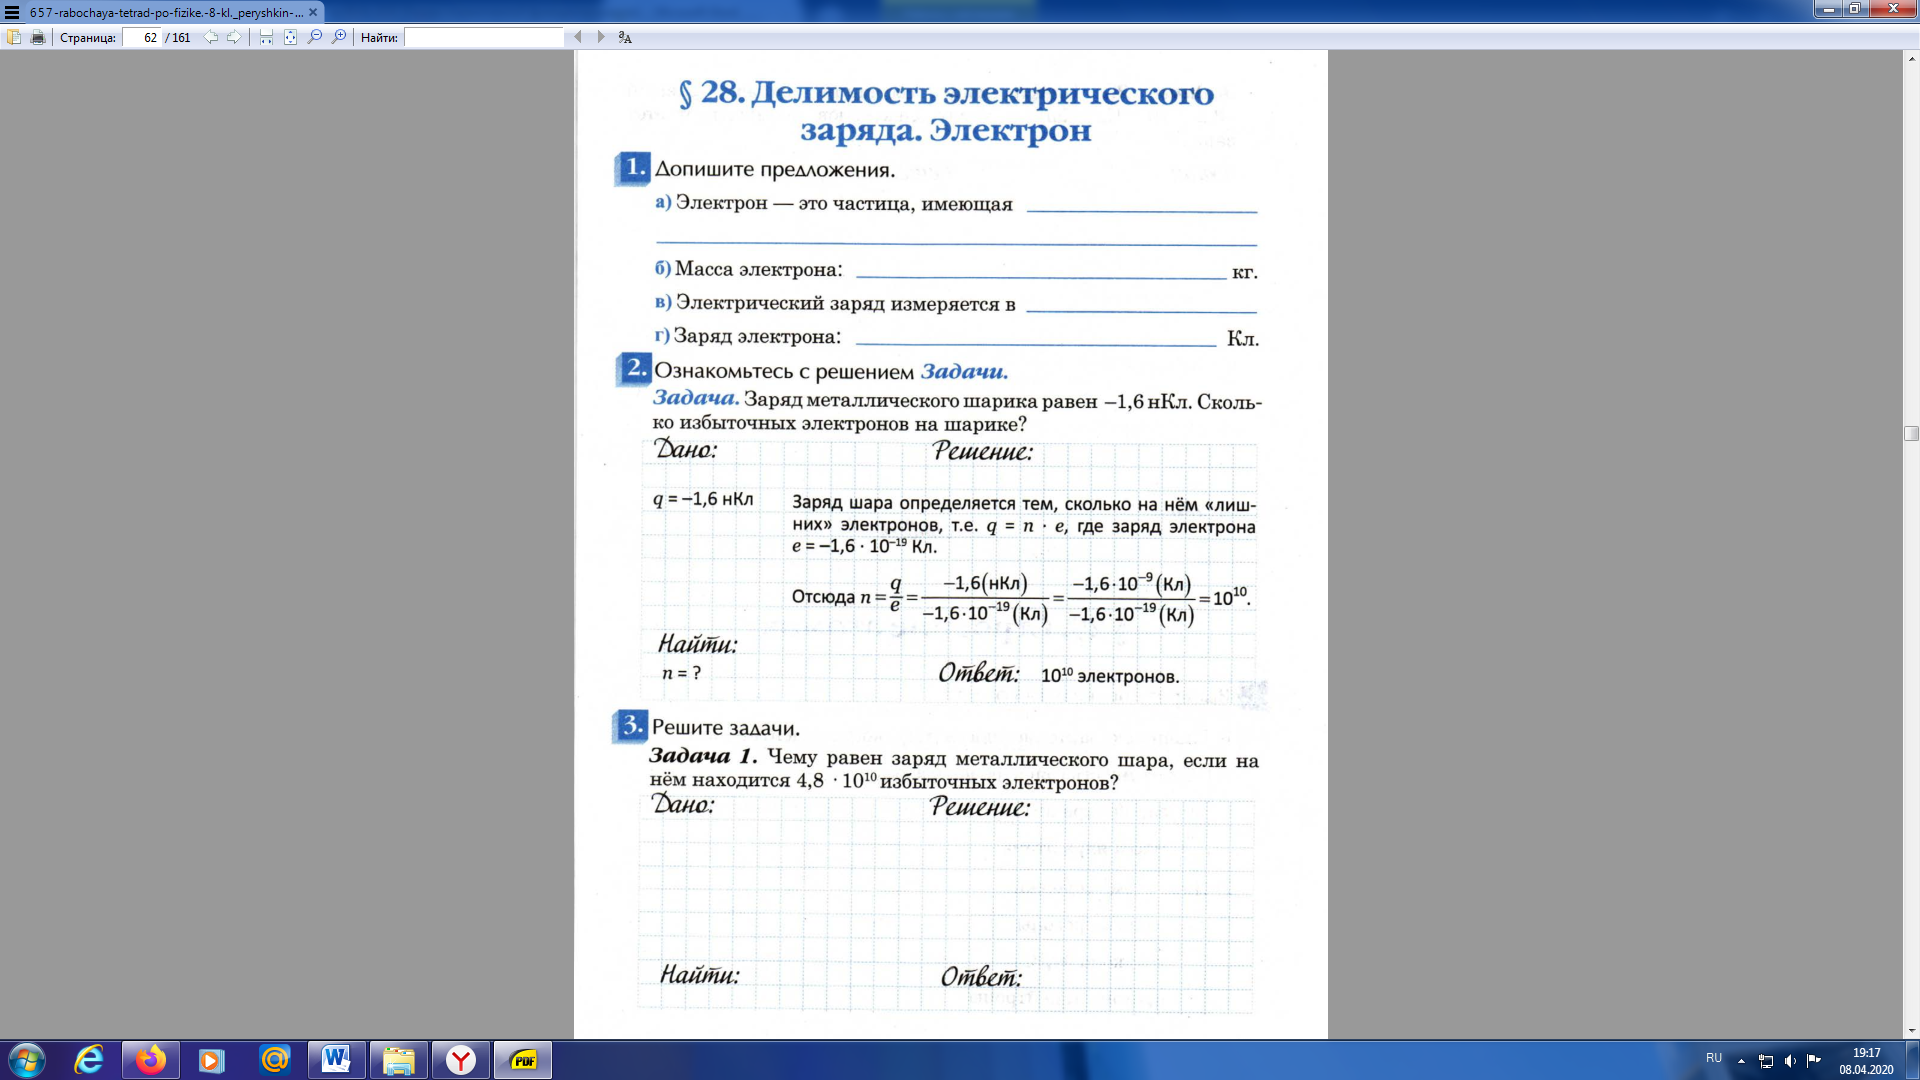 657-rabochaya-tetrad-po-fizike.-8-kl._peryshkin-...
Страница: 62 / 161 Найти:
§ 28. Делимость электрического
заряда. Электрон
1. Допишите предложения.
а) Электрон — это частица, имеющая
б) Масса электрона: кг.
в) Электрический заряд измеряется в
г) Заряд электрона: Кл.
2. Ознакомьтесь с решением Задачи.
Задача. Заряд металлического шарика равен –1,6 нКл. Сколь-
ко избыточных электронов на шарике?
Дано: Решение:
q = –1,6 нКл Заряд шара определяется тем, сколько на нём «лиш-
них» электронов, т.е. q = n · e, где заряд электрона
e = –1,6 · 10⁻¹⁹ Кл.
Отсюда n = q/e = –1,6(нКл)/–1,6·10⁻¹⁹(Кл) = –1,6·10⁻⁹(Кл)/–1,6·10⁻¹⁹(Кл) = 10¹⁰.
Найти:
n = ? Ответ: 10¹⁰ электронов.
3. Решите задачи.
Задача 1. Чему равен заряд металлического шара, если на
нём находится 4,8 · 10¹⁰ избыточных электронов?
Дано: Решение:
Найти: Ответ:
PDF
RU
19:17
08.04.2020